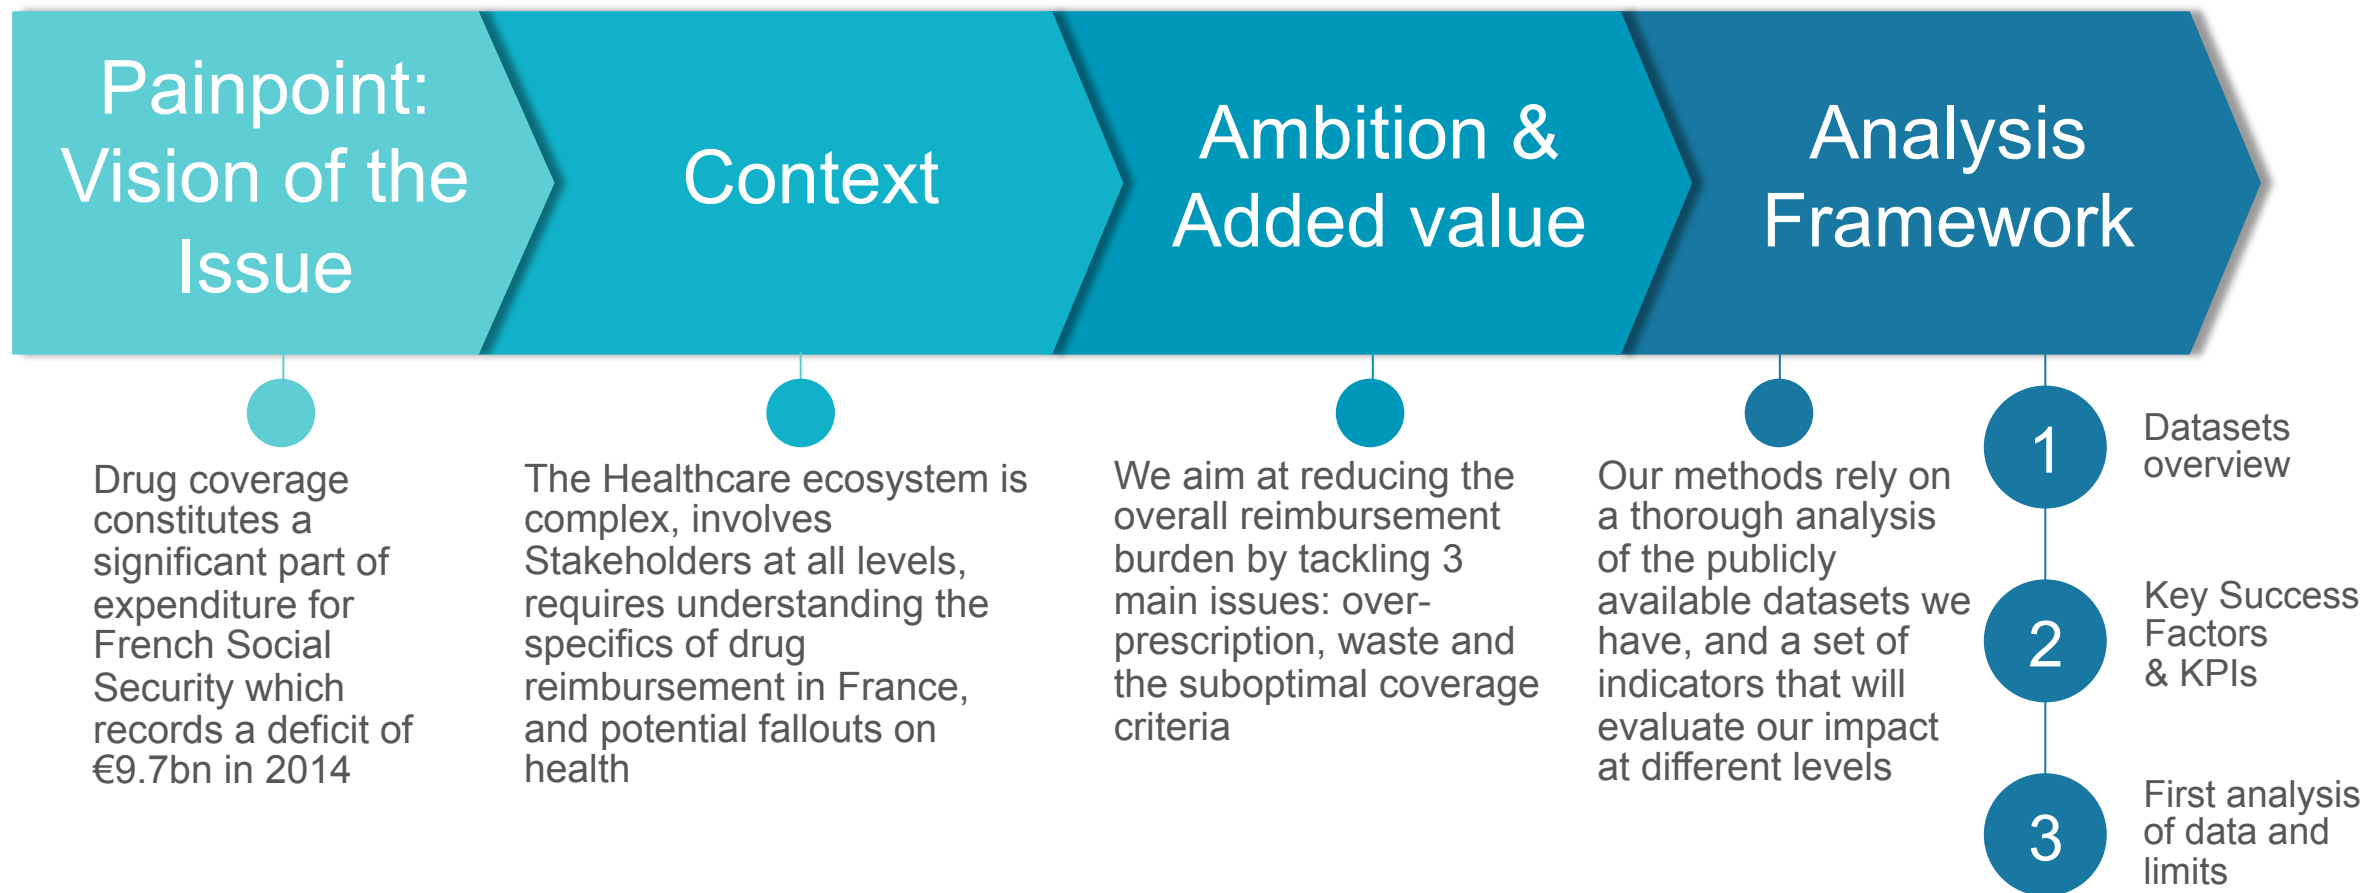 Painpoint:
Vision of the
Issue
Context
Ambition &
Added value
Analysis
Framework
Drug coverage
constitutes a
significant part of
expenditure for
French Social
Security which
records a deficit of
€9.7bn in 2014
The Healthcare ecosystem is
complex, involves
Stakeholders at all levels,
requires understanding the
specifics of drug
reimbursement in France,
and potential fallouts on
health
We aim at reducing the
overall reimbursement
burden by tackling 3
main issues: over-
prescription, waste and
the suboptimal coverage
criteria
Our methods rely on
a thorough analysis
of the publicly
available datasets we
have, and a set of
indicators that will
evaluate our impact
at different levels
1
Datasets
overview
2
Key Success
Factors
& KPIs
3
First analysis
of data and
limits